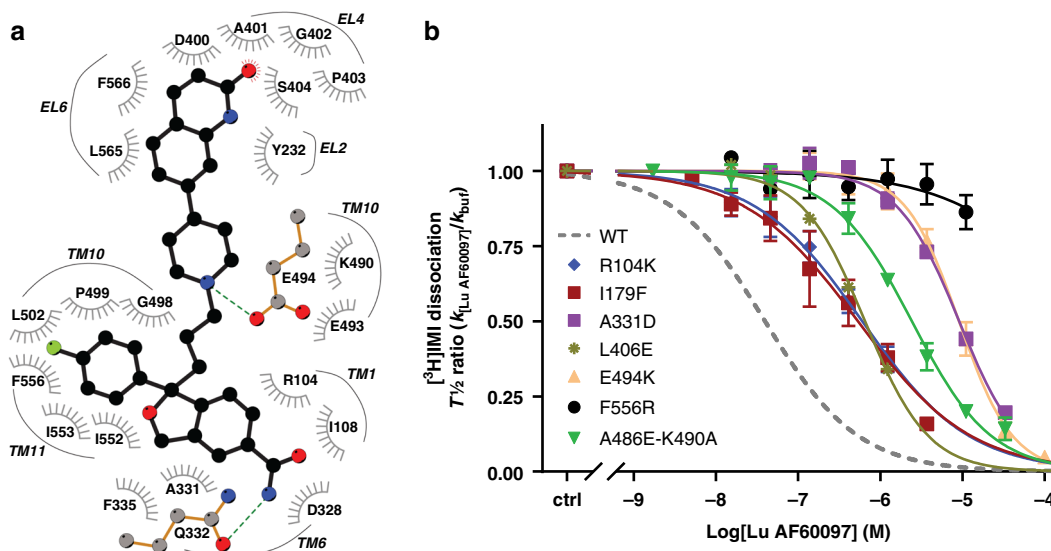 a
EL4
A401
G402
D400
P403
F566
S404
EL6
L565
Y232
EL2
TM10
TM10
E494
K490
P499
G498
L502
E493
F556
R104
TM1
I108
I553
I552
TM11
A331
F335
Q332
D328
TM6
b
[³H]IMI dissociation
T½ ratio (k[Lu AF60097]/kbuf)
1.00
0.75
0.50
0.25
0.00
WT
R104K
I179F
A331D
L406E
E494K
F556R
A486E-K490A
ctrl
−9
−8
−7
−6
−5
−4
Log[Lu AF60097] (M)